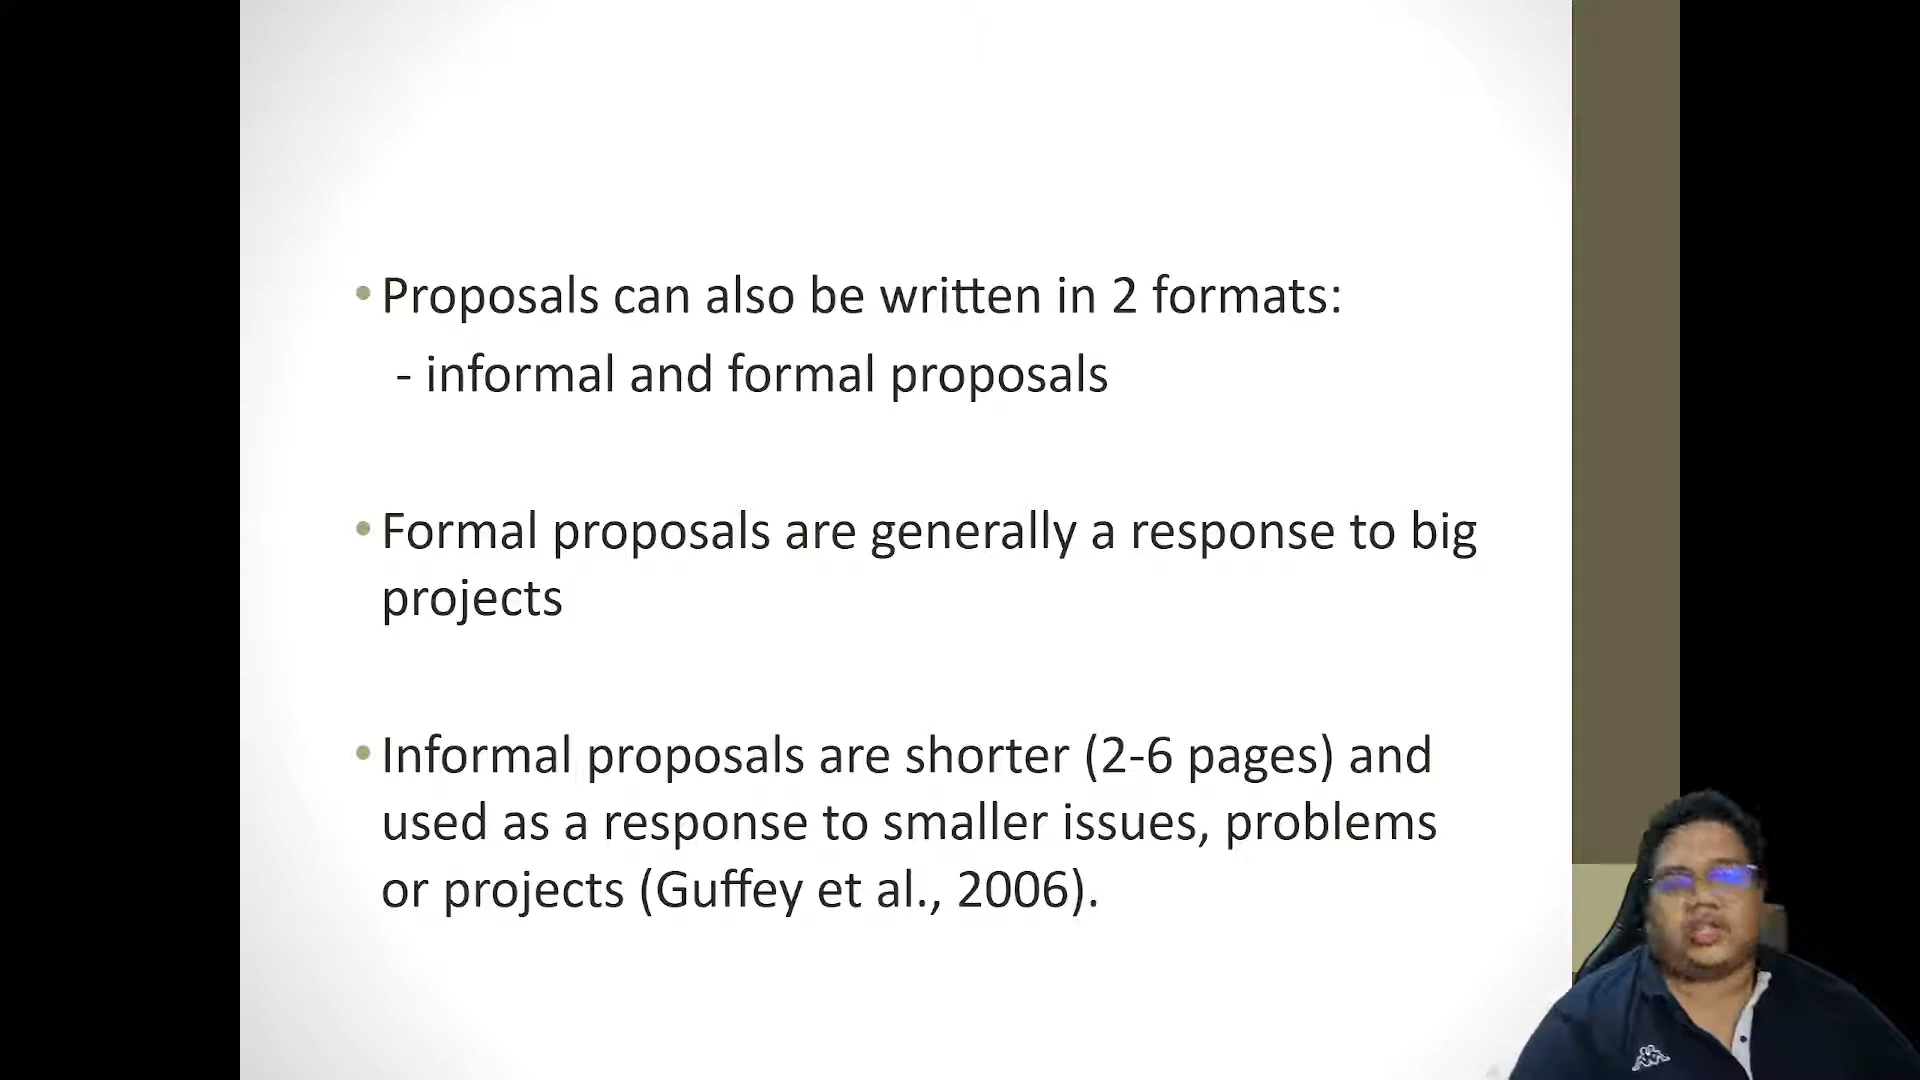 • Proposals can also be written in 2 formats:
- informal and formal proposals
• Formal proposals are generally a response to big
projects
• Informal proposals are shorter (2-6 pages) and
used as a response to smaller issues, problems
or projects (Guffey et al., 2006).